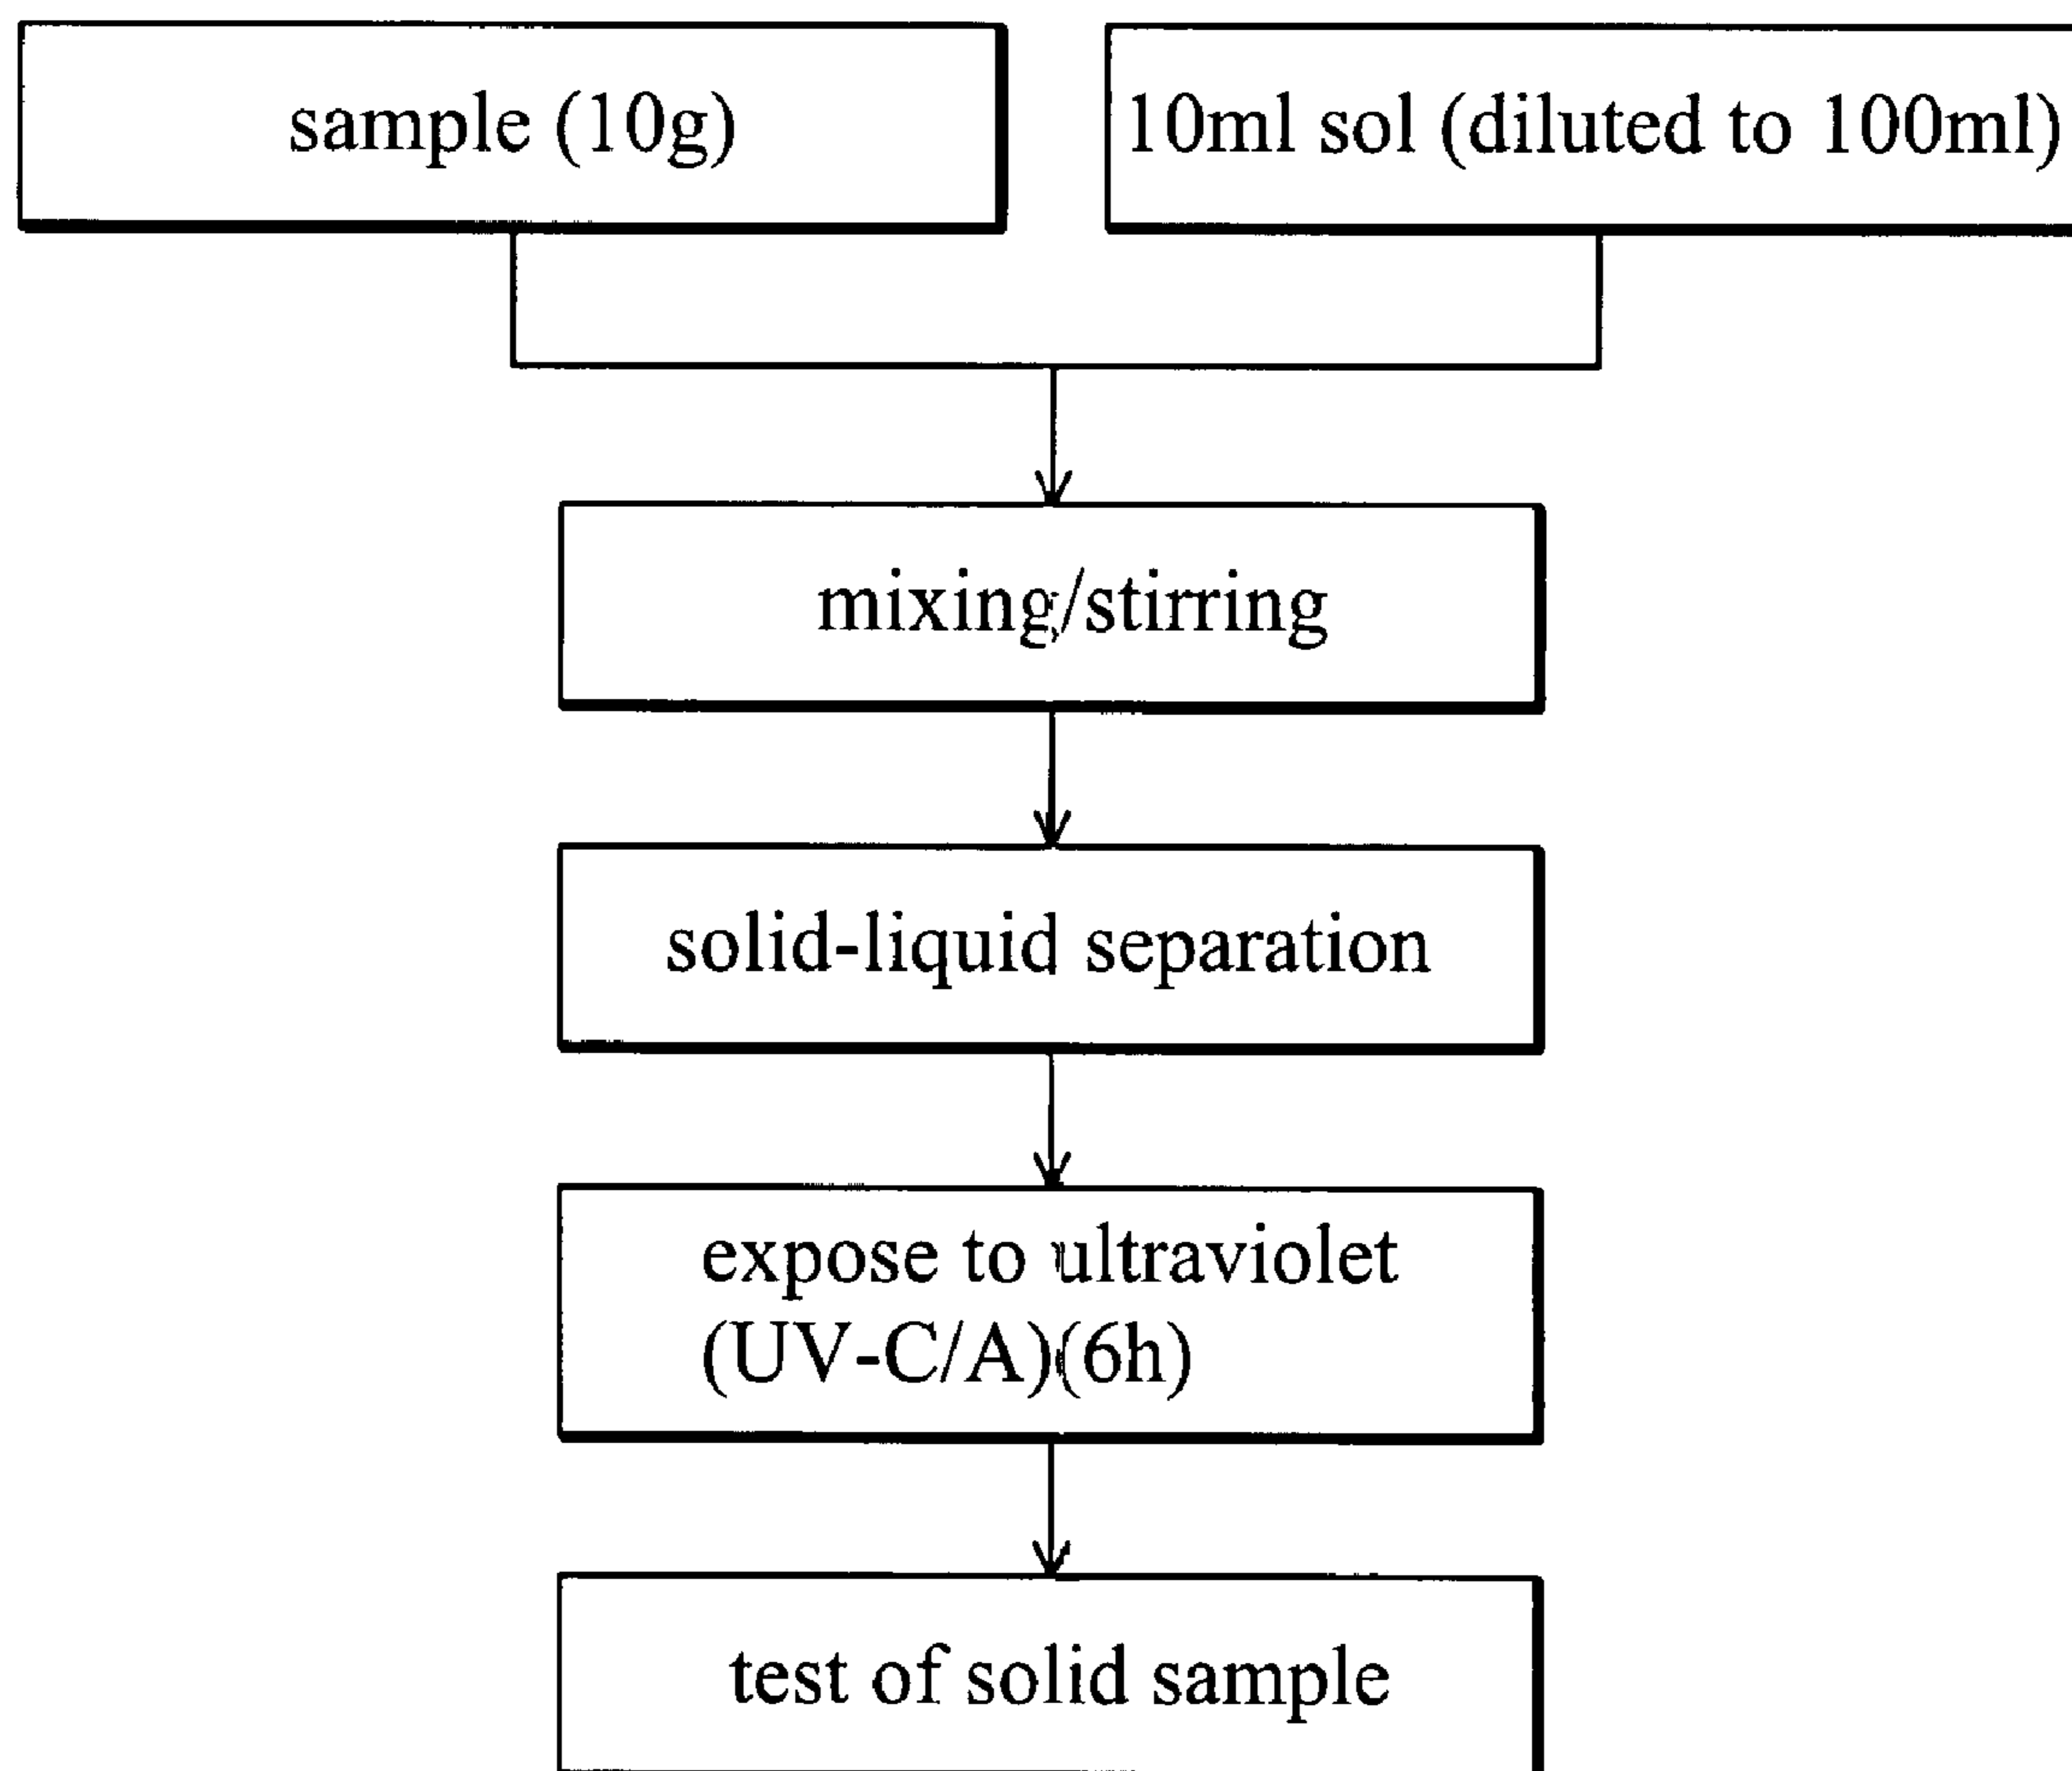 sample (10g)
10ml sol (diluted to 100ml)
mixing/stirring
solid-liquid separation
expose to ultraviolet
(UV-C/A)(6h)
test of solid sample